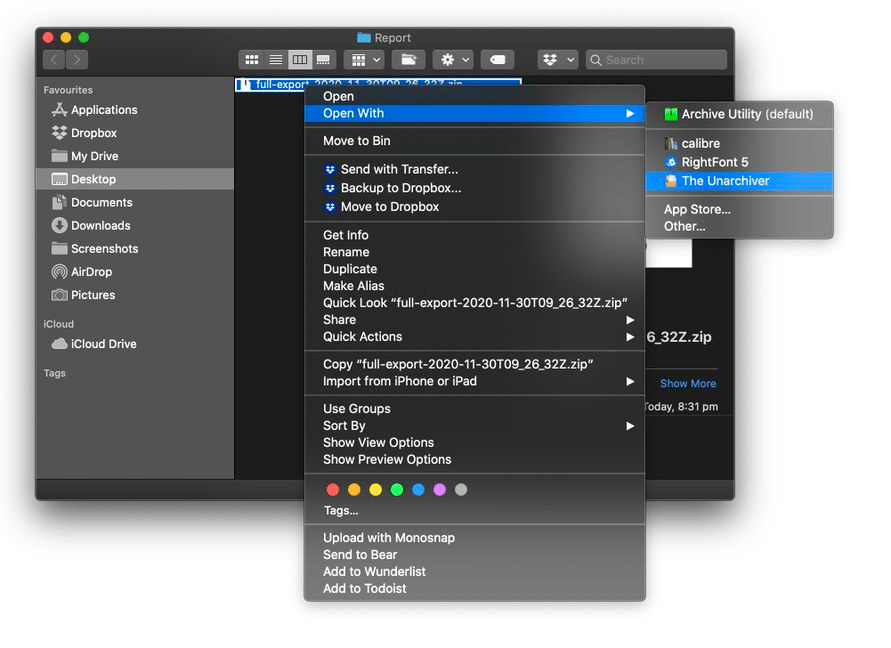 Report
Search
Favourites
Applications
Dropbox
My Drive
Desktop
Documents
Downloads
Screenshots
AirDrop
Pictures
iCloud
iCloud Drive
Tags
full-export-2020-11-30T09_26_32Z.zip
Open
Open With
Move to Bin
Send with Transfer...
Backup to Dropbox...
Move to Dropbox
Get Info
Rename
Duplicate
Make Alias
Quick Look “full-export-2020-11-30T09_26_32Z.zip”
Share
Quick Actions
Copy “full-export-2020-11-30T09_26_32Z.zip”
Import from iPhone or iPad
Use Groups
Sort By
Show View Options
Show Preview Options
Tags...
Upload with Monosnap
Send to Bear
Add to Wunderlist
Add to Todoist
Archive Utility (default)
calibre
RightFont 5
The Unarchiver
App Store...
Other...
6_32Z.zip
Show More
Today, 8:31 pm